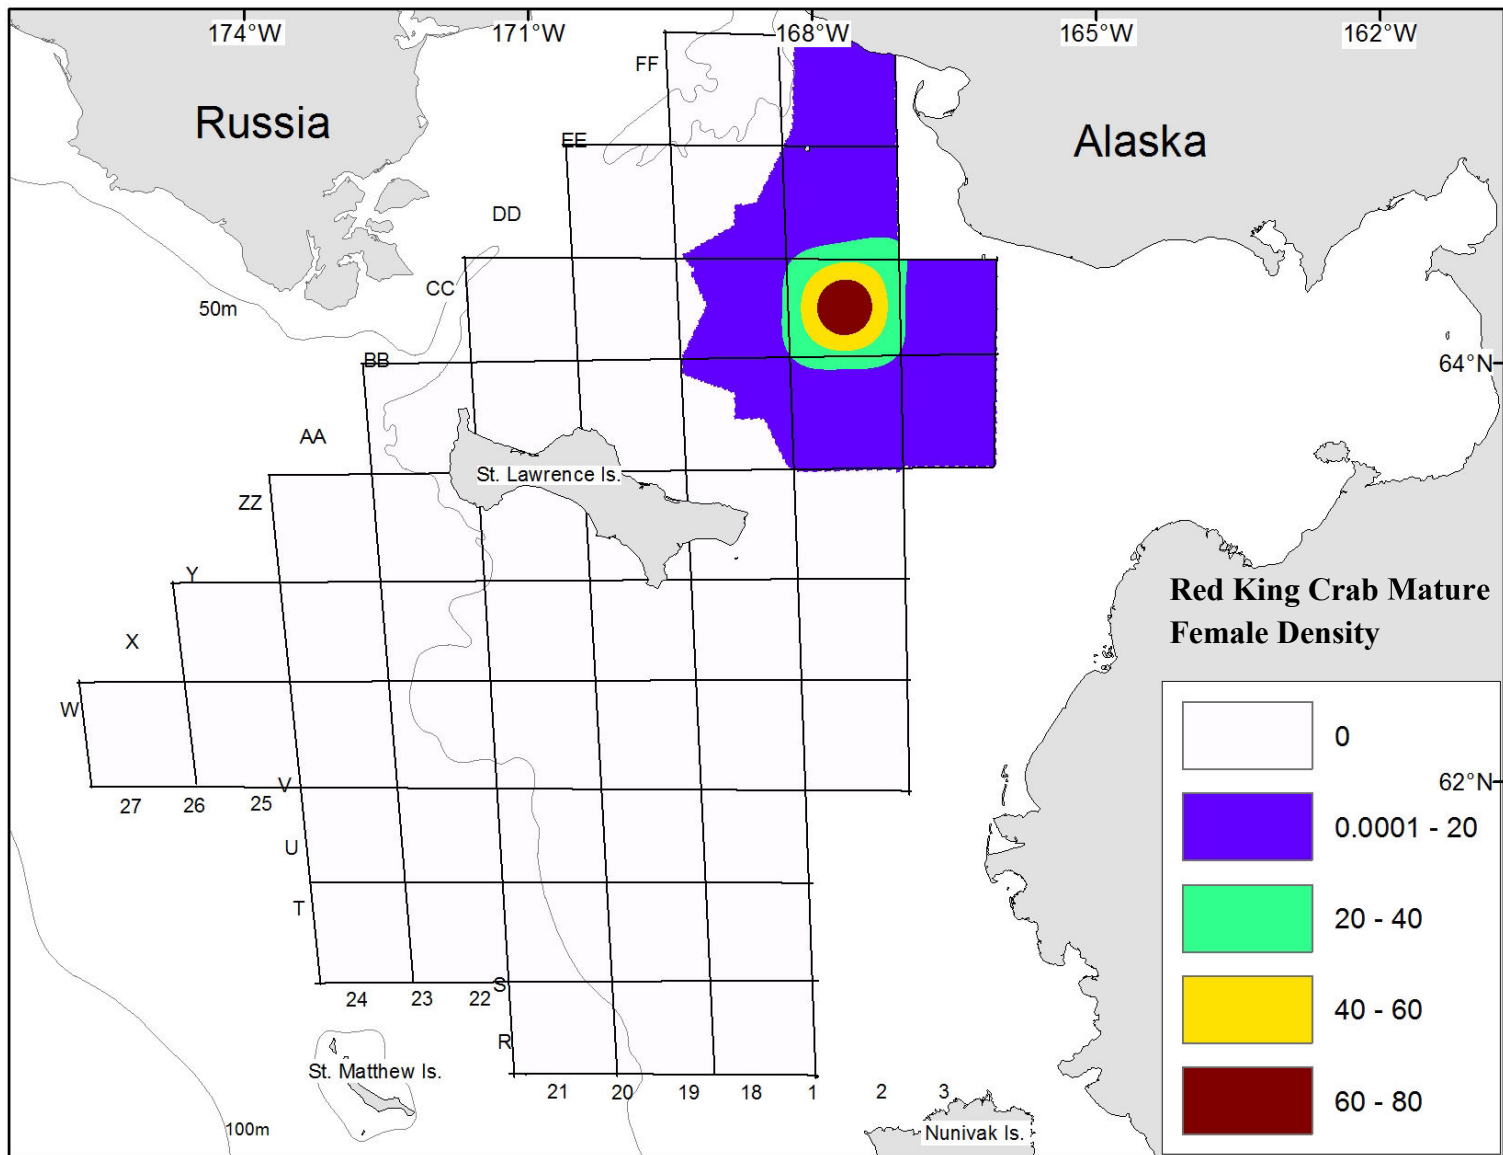 174°W
171°W
168°W
165°W
162°W
FF
Russia
Alaska
EE
DD
CC
50m
BB
64°N
AA
St. Lawrence Is.
ZZ
Y
Red King Crab Mature
Female Density
X
W
0
62°N
V
27
26
25
0.0001 - 20
U
T
20 - 40
S
24
23
22
40 - 60
R
St. Matthew Is.
21
20
19
18
1
2
3
60 - 80
100m
Nunivak Is.